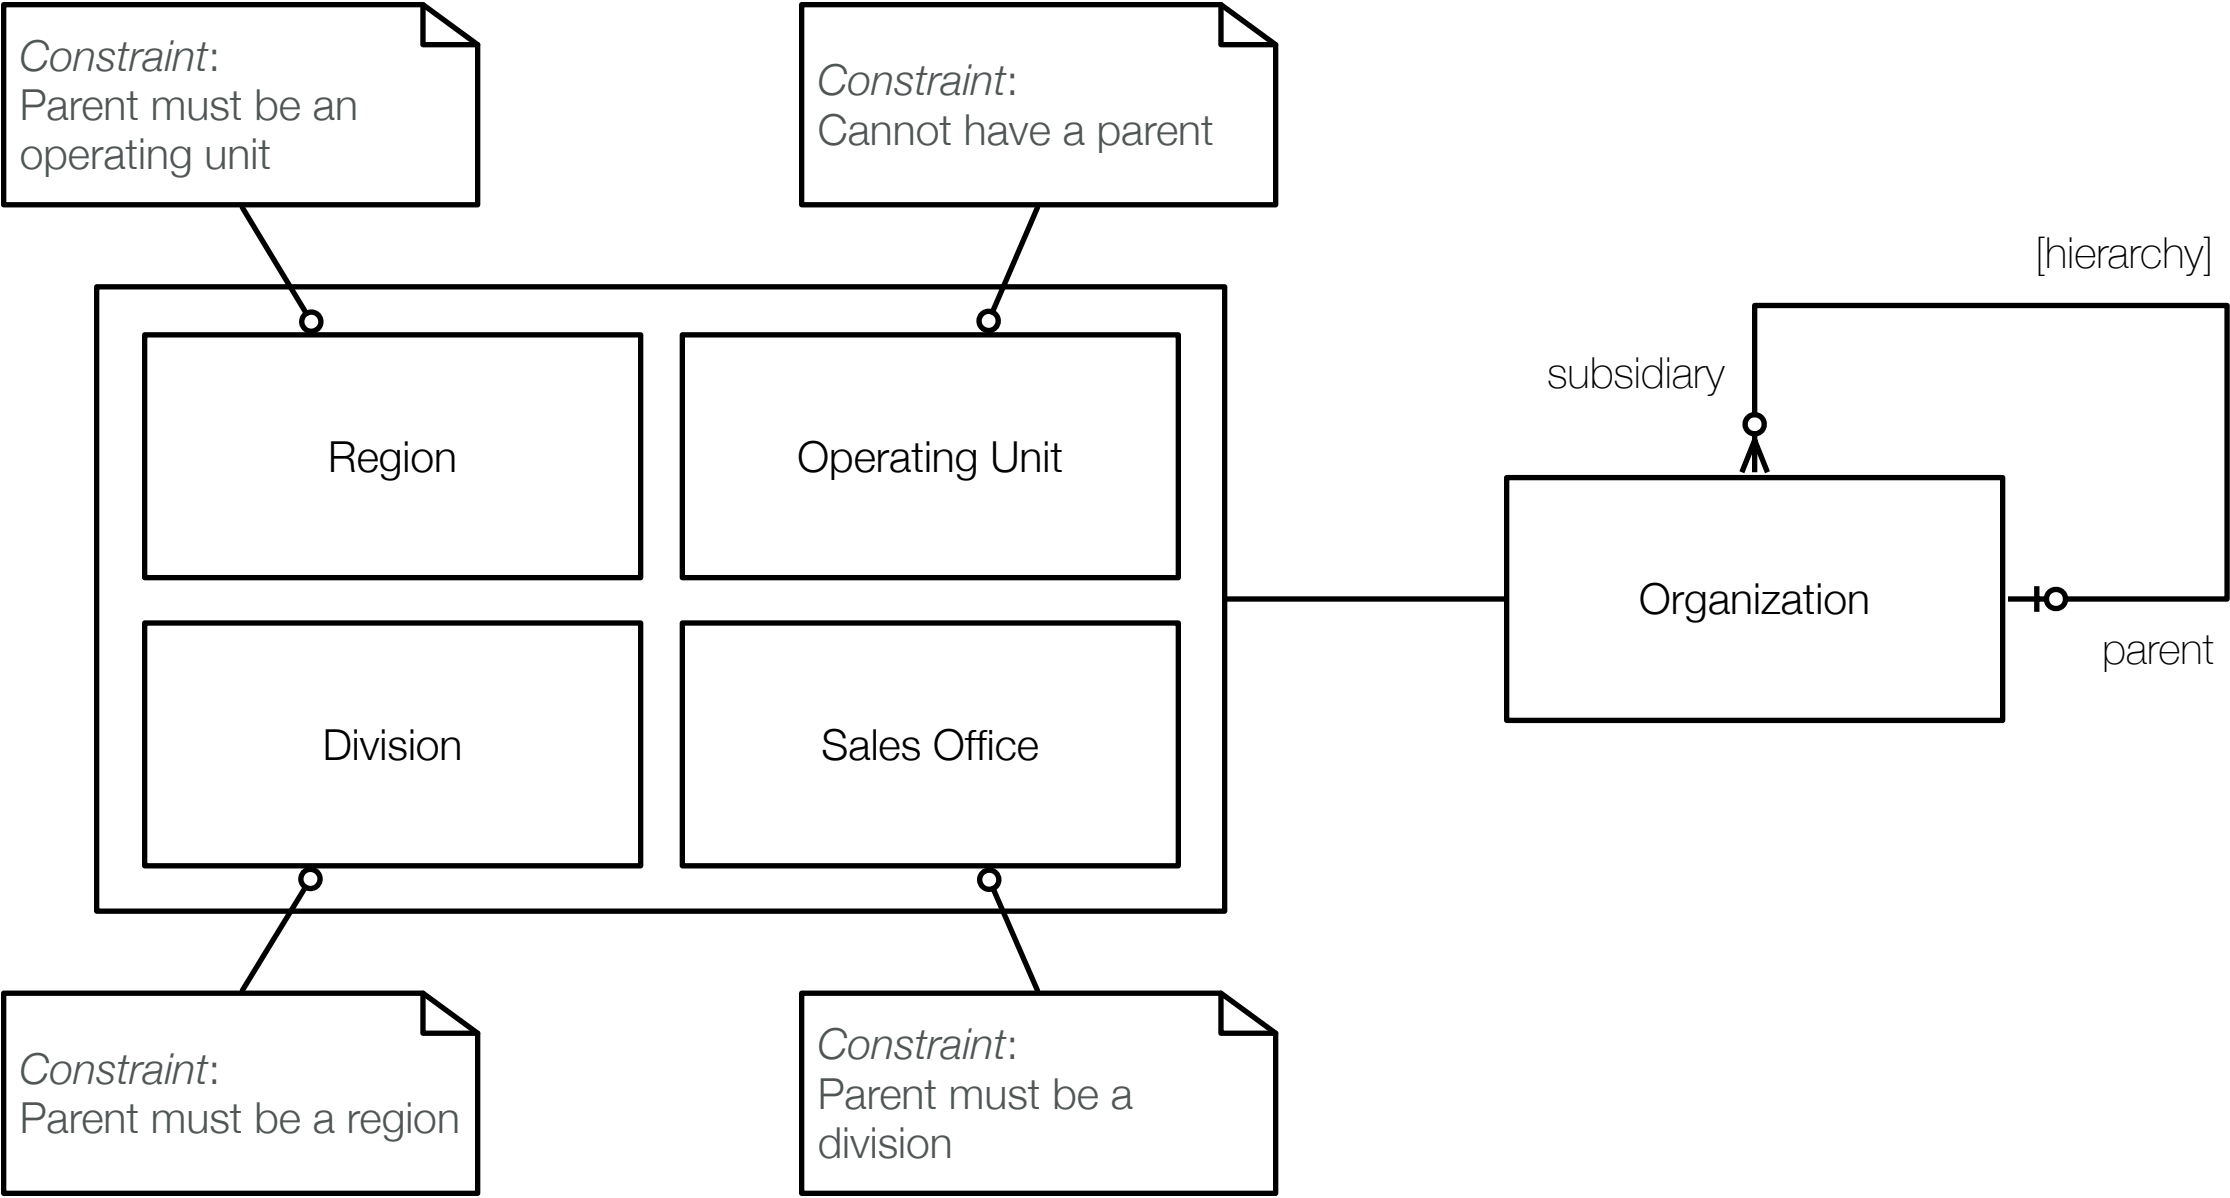 Constraint:
Parent must be an
operating unit
Constraint:
Cannot have a parent
[hierarchy]
subsidiary
Region
Operating Unit
Organization
parent
Division
Sales Office
Constraint:
Parent must be a region
Constraint:
Parent must be a
division